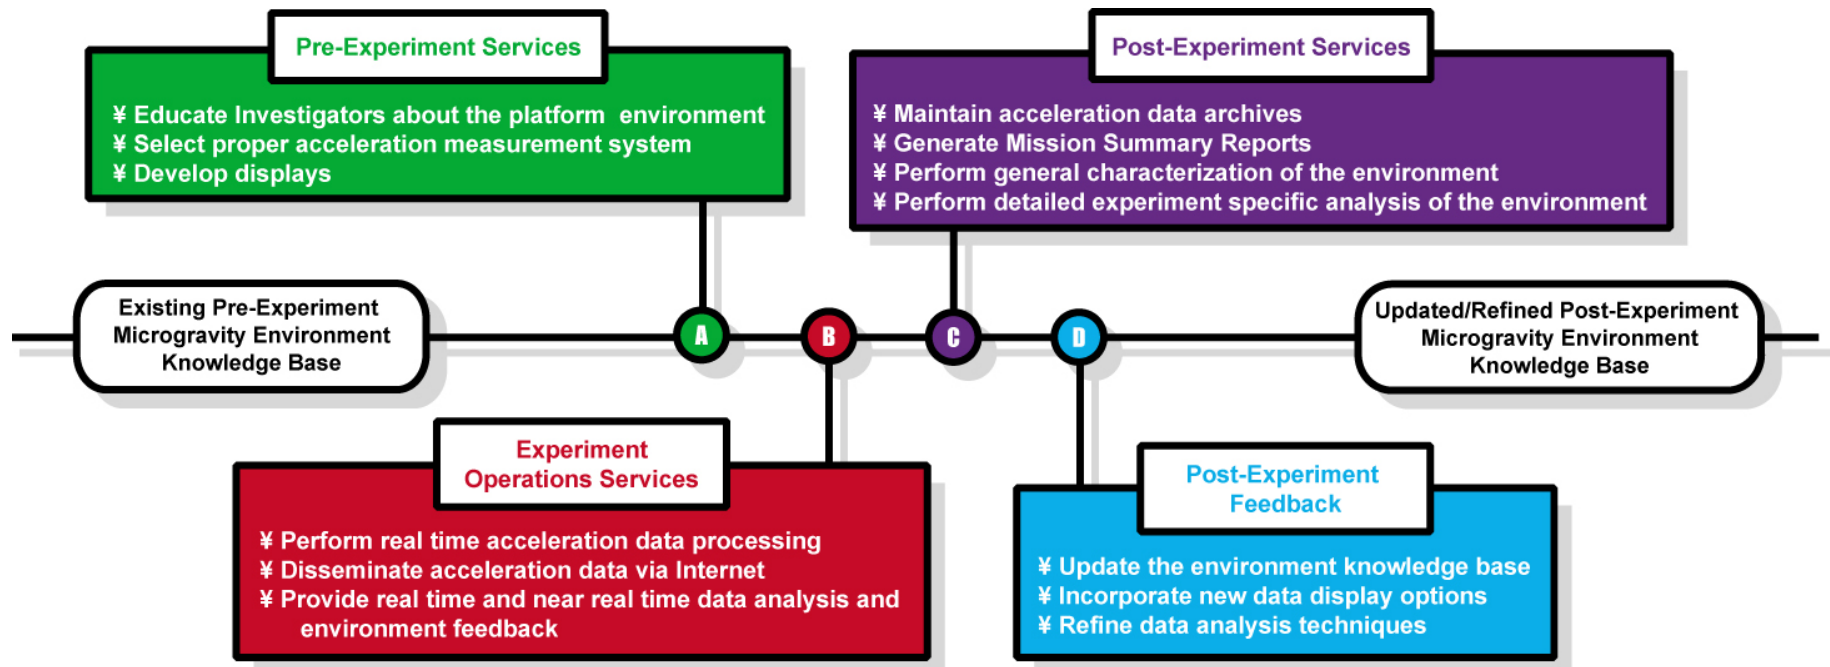 Pre-Experiment Services
¥ Educate Investigators about the platform environment
¥ Select proper acceleration measurement system
¥ Develop displays
Post-Experiment Services
¥ Maintain acceleration data archives
¥ Generate Mission Summary Reports
¥ Perform general characterization of the environment
¥ Perform detailed experiment specific analysis of the environment
Existing Pre-Experiment
Microgravity Environment
Knowledge Base
A
B
C
D
Updated/Refined Post-Experiment
Microgravity Environment
Knowledge Base
Experiment
Operations Services
¥ Perform real time acceleration data processing
¥ Disseminate acceleration data via Internet
¥ Provide real time and near real time data analysis and
environment feedback
Post-Experiment
Feedback
¥ Update the environment knowledge base
¥ Incorporate new data display options
¥ Refine data analysis techniques